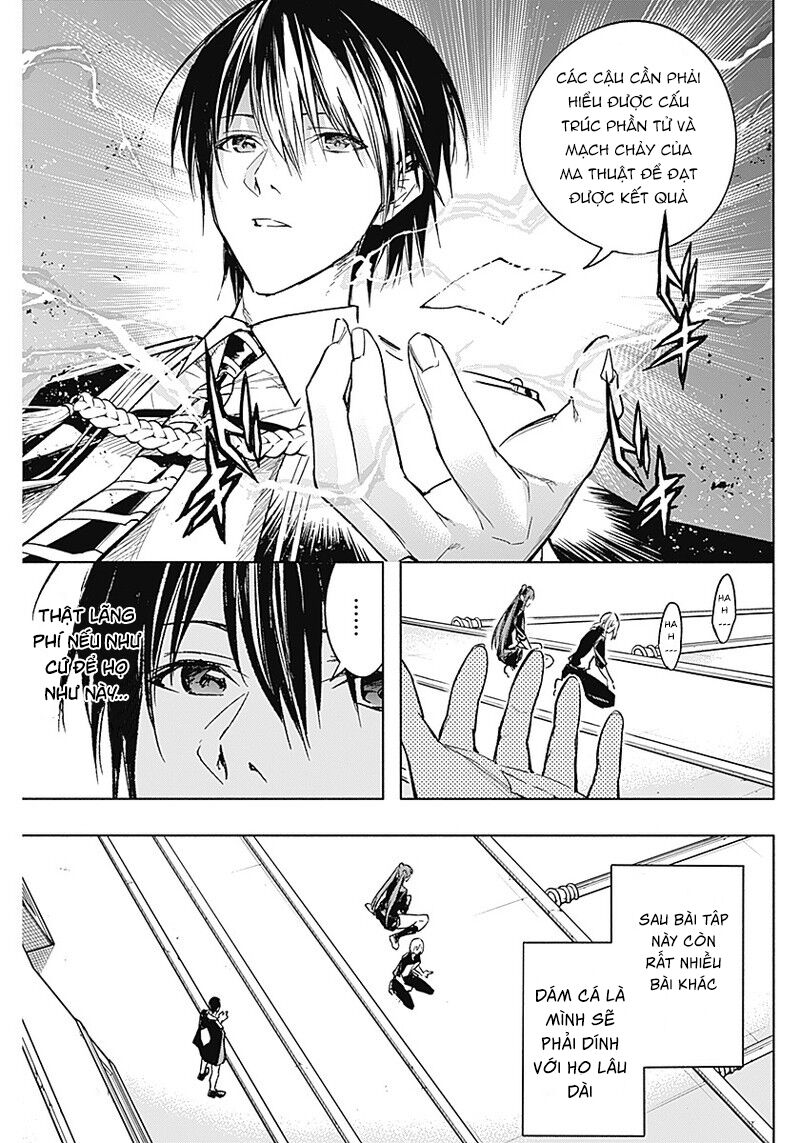 CÁC CẬU CẦN PHẢI
HIỂU ĐƯỢC CẤU
TRÚC PHẦN TỬ VÀ
MẠCH CHẢY CỦA
MA THUẬT ĐỂ ĐẠT
ĐƯỢC KẾT QUẢ
HA
H
---
HA
H
---
THẬT LÃNG
PHÍ NẾU NHƯ
CỨ ĐỂ HỌ
NHƯ NÀY...
SAU BÀI TẬP
NÀY CÒN
RẤT NHIỀU
BÀI KHÁC
DÁM CÁ LÀ
MÌNH SẼ
PHẢI DÍNH
VỚI HO LÂU
DÀI